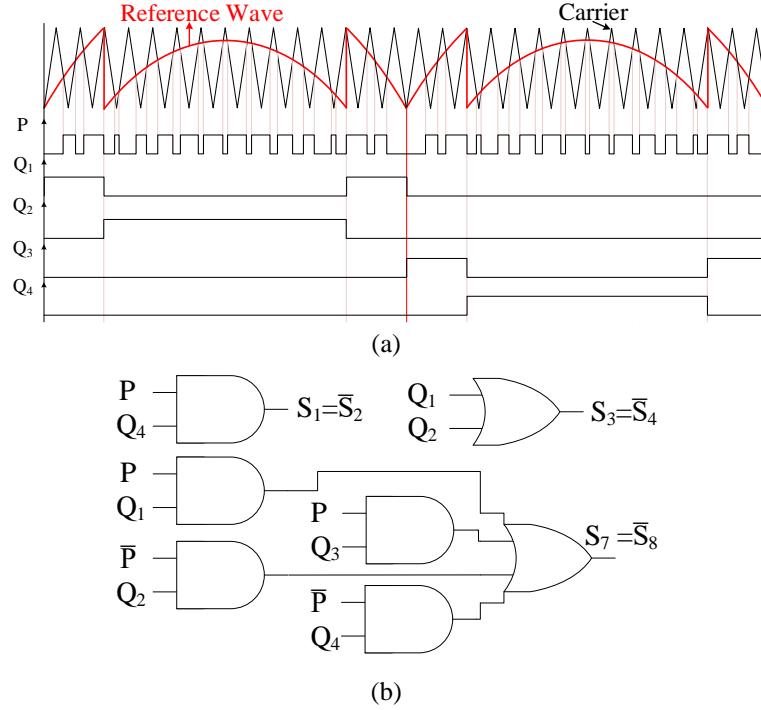 Reference Wave
Carrier
P
Q₁
Q₂
Q₃
Q₄
(a)
P
Q₄
S₁=S̅₂
Q₁
Q₂
S₃=S̅₄
P
Q₁
P
Q₃
P̅
Q₂
P̅
Q₄
S₇ =S̅₈
(b)